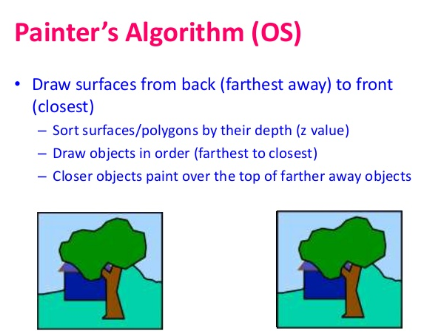 Painter's Algorithm (OS)
• Draw surfaces from back (farthest away) to front
(closest)
– Sort surfaces/polygons by their depth (z value)
– Draw objects in order (farthest to closest)
– Closer objects paint over the top of farther away objects